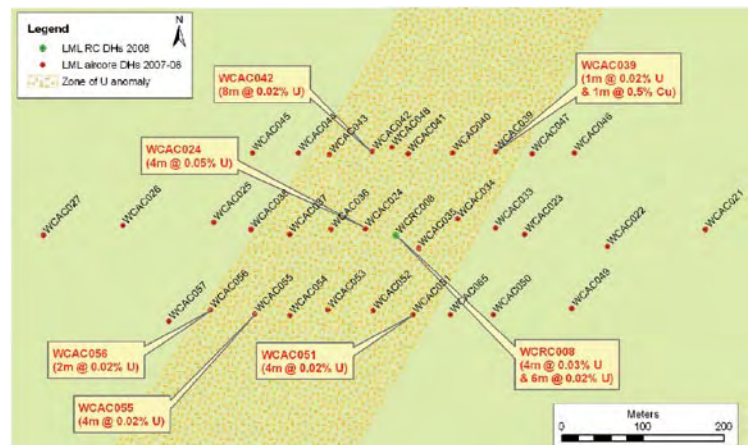 Legend
N
LML RC DHs 2008
LML aircore DHs 2007-08
Zone of U anomaly
WCAC042
(8m @ 0.02% U)
WCAC039
(1m @ 0.02% U
& 1m @ 0.5% Cu)
WCAC045
WCAC044
WCAC043
WCAC042
WCAC048
WCAC041
WCAC040
WCAC039
WCAC047
WCAC046
WCAC024
(4m @ 0.05% U)
WCAC027
WCAC026
WCAC025
WCAC038
WCAC037
WCAC036
WCAC024
WCRC008
WCAC035
WCAC034
WCAC033
WCAC023
WCAC022
WCAC021
WCAC057
WCAC056
WCAC055
WCAC054
WCAC053
WCAC052
WCAC051
WCAC050
WCAC049
WCAC056
(2m @ 0.02% U)
WCAC051
(4m @ 0.02% U)
WCRC008
(4m @ 0.03% U
& 6m @ 0.02% U)
WCAC055
(4m @ 0.02% U)
Meters
0 100 200